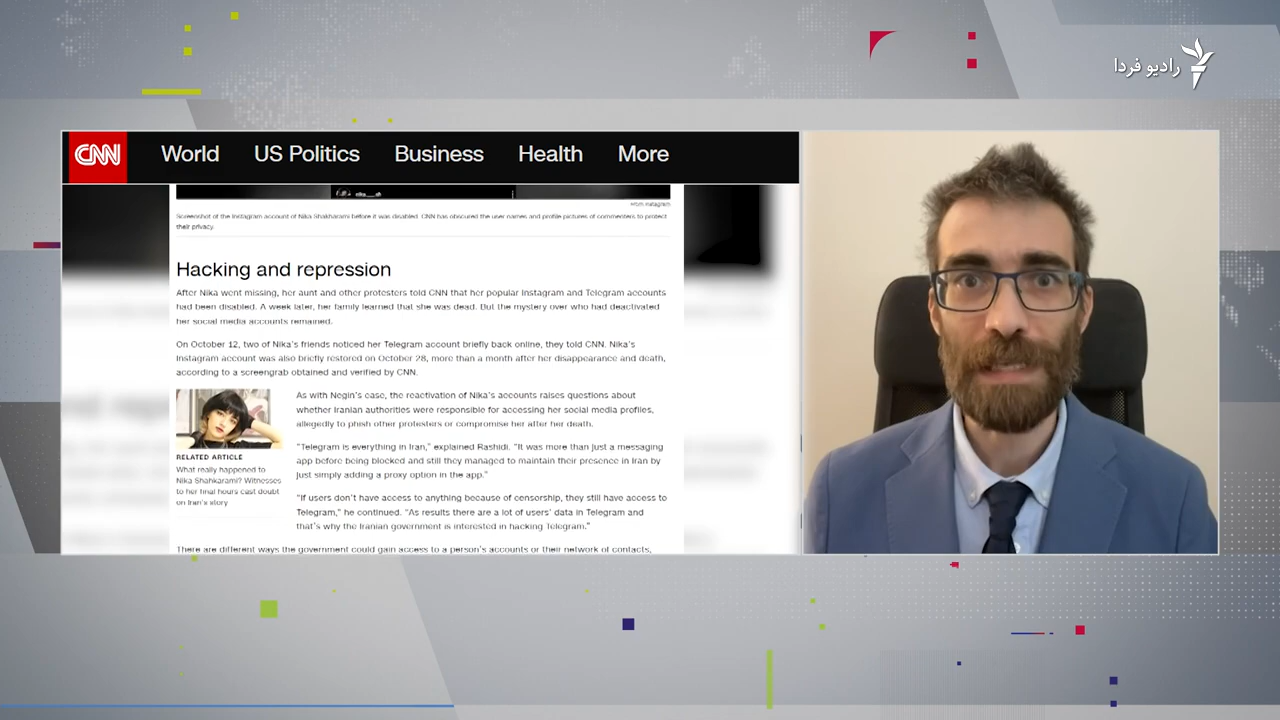 رادیو فردا
CNN World US Politics Business Health More
From Instagram
Screenshot of the Instagram account of Nika Shakharami before it was disabled. CNN has obscured the user names and profile pictures of commenters to protect
their privacy.
Hacking and repression
After Nika went missing, her aunt and other protesters told CNN that her popular Instagram and Telegram accounts
had been disabled. A week later, her family learned that she was dead. But the mystery over who had deactivated
her social media accounts remained.
On October 12, two of Nika's friends noticed her Telegram account briefly back online, they told CNN. Nika's
Instagram account was also briefly restored on October 28, more than a month after her disappearance and death,
according to a screengrab obtained and verified by CNN.
As with Negin's case, the reactivation of Nika's accounts raises questions about
whether Iranian authorities were responsible for accessing her social media profiles,
allegedly to phish other protesters or compromise her after her death.
"Telegram is everything in Iran," explained Rashidi. "It was more than just a messaging
app before being blocked and still they managed to maintain their presence in Iran by
just simply adding a proxy option in the app."
"If users don't have access to anything because of censorship, they still have access to
Telegram," he continued. "As results there are a lot of users' data in Telegram and
that's why the Iranian government is interested in hacking Telegram."
RELATED ARTICLE
What really happened to
Nika Shahkarami? Witnesses
to her final hours cast doubt
on Iran's story
There are different ways the government could gain access to a person's accounts or their network of contacts,